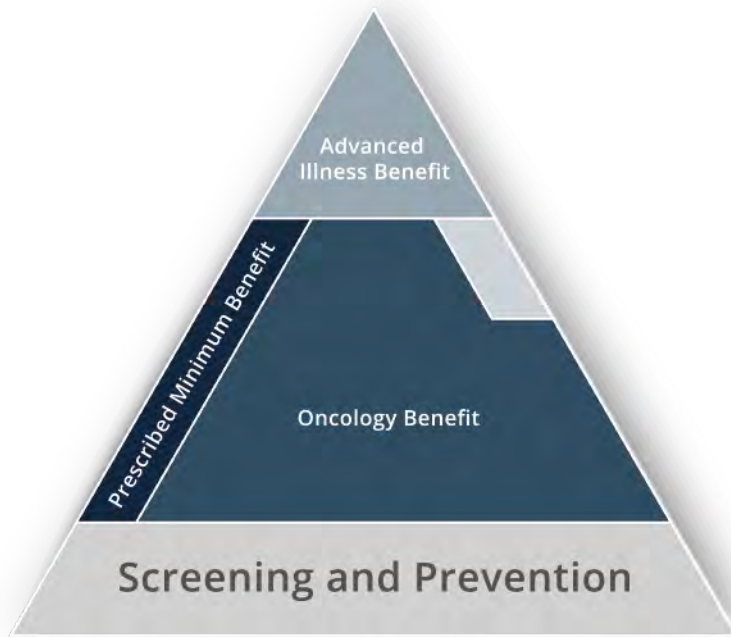 Advanced
Illness Benefit
Prescribed Minimum Benefit
Oncology Benefit
Screening and Prevention